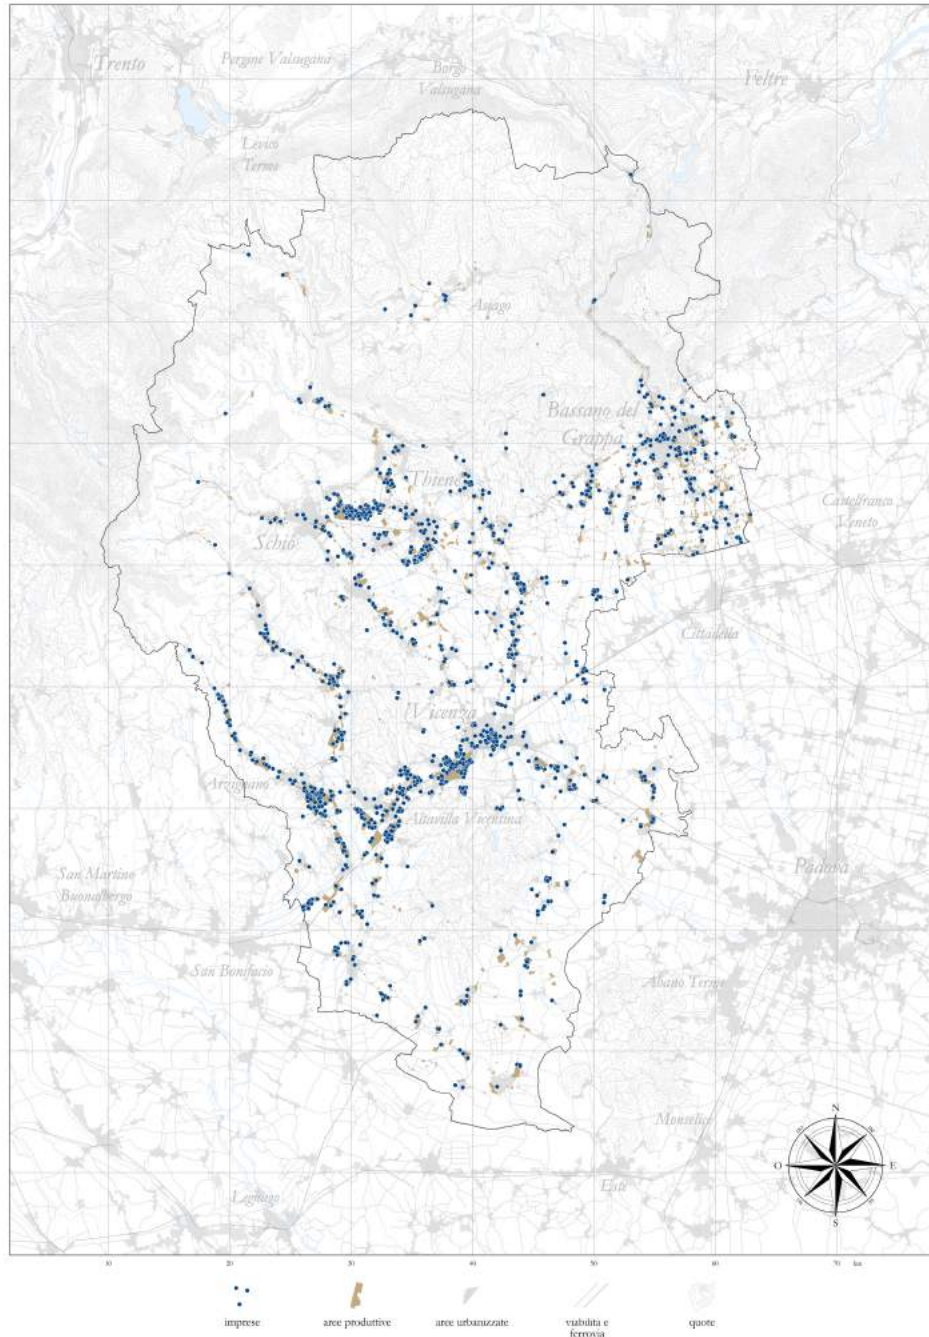 Trento
Pergine Valsugana
Borgo
Valsugana
Feltre
Levico
Terme
Asiago
Bassano del
Grappa
Thiene
Castelfranco
Veneto
Schio
Cittadella
Vicenza
Arzignano
Altavilla Vicentina
San Martino
Buonalbergo
Padova
San Bonifacio
Abano Terme
Monselice
N
O
E
S
Este
Legnago
10 20 30 40 50 60 70 km
imprese
aree produttive
aree urbanizzate
viabilità e
ferrovia
quote